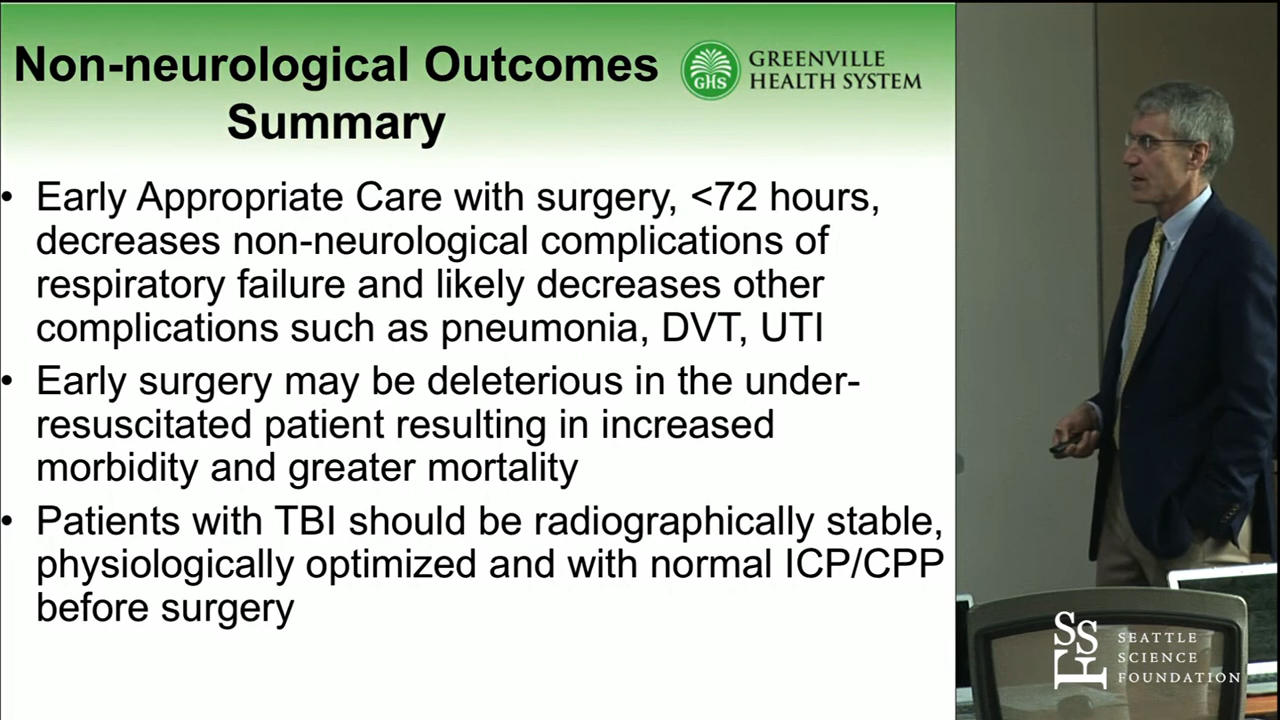 Non-neurological Outcomes
Summary
GHS
GREENVILLE
HEALTH SYSTEM
• Early Appropriate Care with surgery, <72 hours,
decreases non-neurological complications of
respiratory failure and likely decreases other
complications such as pneumonia, DVT, UTI
• Early surgery may be deleterious in the under-
resuscitated patient resulting in increased
morbidity and greater mortality
• Patients with TBI should be radiographically stable,
physiologically optimized and with normal ICP/CPP
before surgery
SSF
SEATTLE
SCIENCE
FOUNDATION